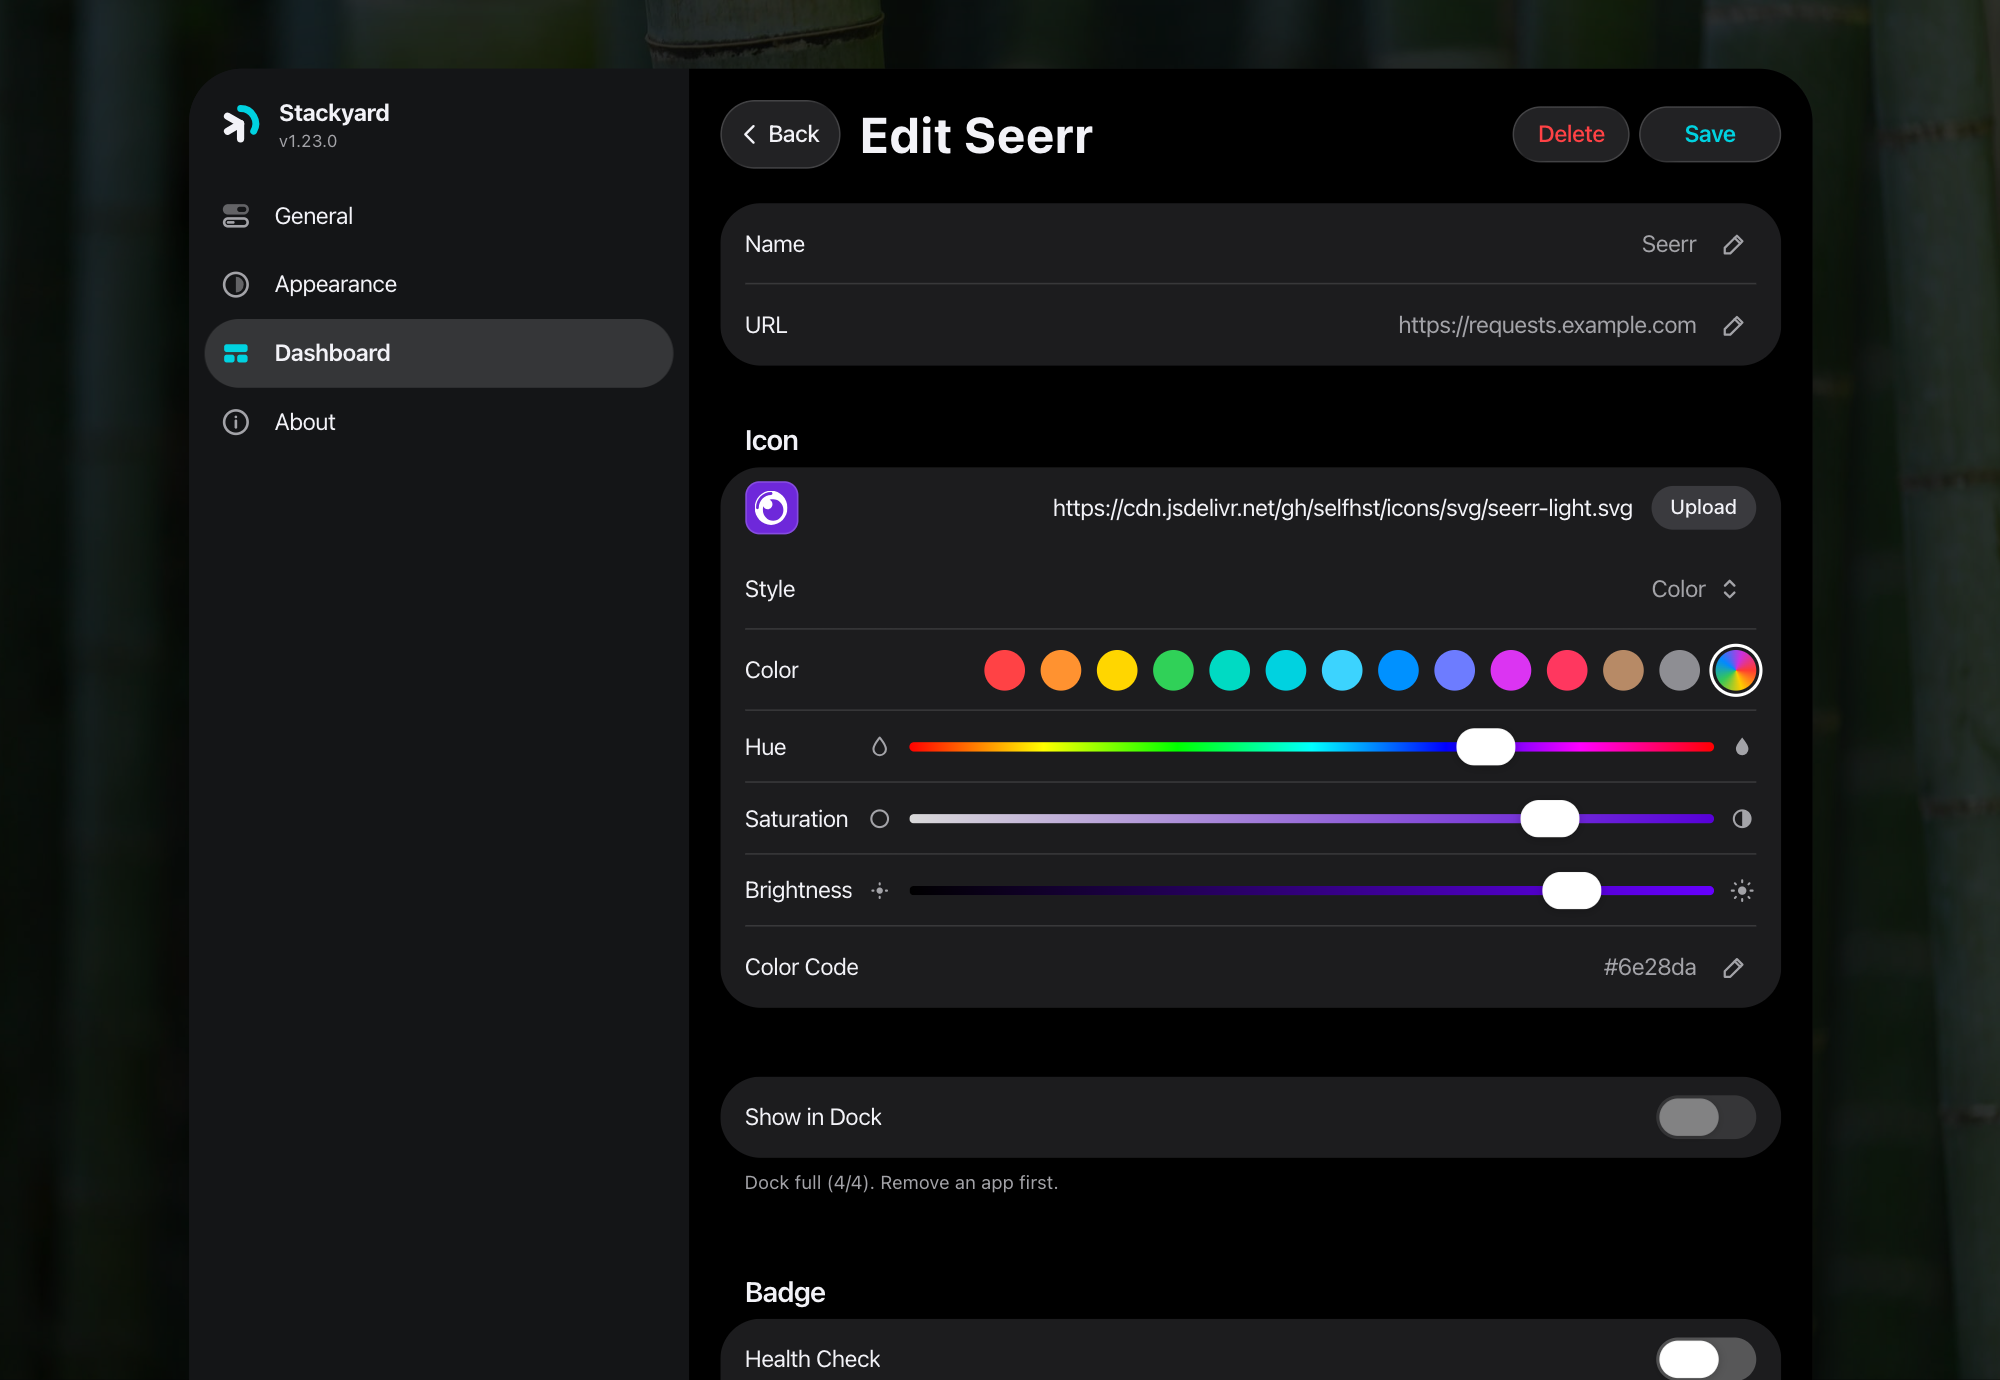 Stackyard
v1.23.0
General
Appearance
Dashboard
About
Back
Edit Seerr
Delete
Save
Name
Seerr
URL
https://requests.example.com
Icon
https://cdn.jsdelivr.net/gh/selfhst/icons/svg/seerr-light.svg
Upload
Style
Color
Color
Hue
Saturation
Brightness
Color Code
#6e28da
Show in Dock
Dock full (4/4). Remove an app first.
Badge
Health Check